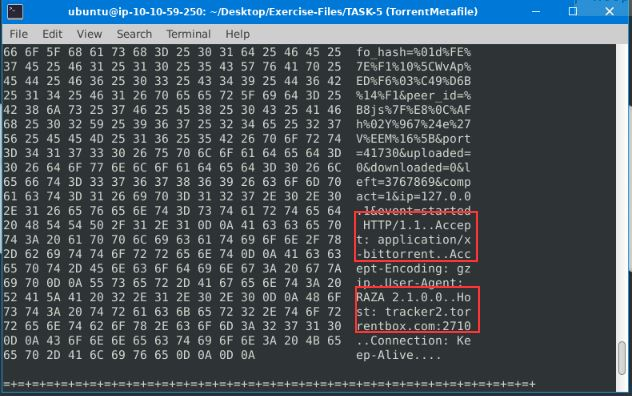 ubuntu@ip-10-10-59-250: ~/Desktop/Exercise-Files/TASK-5 (TorrentMetafile)
File Edit View Search Terminal Help
66 6F 5F 68 61 73 68 3D 25 30 31 64 25 46 45 25 fo_hash=%01d%FE%
37 45 25 46 31 25 31 30 25 35 43 57 76 41 70 25 7E%F1%10%5CWvAp%
45 44 25 46 36 25 30 33 25 43 34 39 25 44 36 42 ED%F6%03%C49%D6B
25 31 34 25 46 31 26 70 65 65 72 5F 69 64 3D 25 %14%F1&peer_id=%
42 38 6A 73 25 37 46 25 45 38 25 30 43 25 41 46 B8js%7F%E8%0C%AF
68 25 30 32 59 25 39 36 37 25 32 34 65 25 32 37 h%02Y%967%24e%27
56 25 45 45 4D 25 31 36 25 35 42 26 70 6F 72 74 V%EEM%16%5B&port
3D 34 31 37 33 30 26 75 70 6C 6F 61 64 65 64 3D =41730&uploaded=
30 26 64 6F 77 6E 6C 6F 61 64 65 64 3D 30 26 6C 0&downloaded=0&l
65 66 74 3D 33 37 36 37 38 36 39 26 63 6F 6D 70 eft=3767869&comp
61 63 74 3D 31 26 69 70 3D 31 32 37 2E 30 2E 30 act=1&ip=127.0.0
2E 31 26 65 76 65 6E 74 3D 73 74 61 72 74 65 64 .1&event=started
20 48 54 54 50 2F 31 2E 31 0D 0A 41 63 63 65 70 HTTP/1.1..Accep
74 3A 20 61 70 70 6C 69 63 61 74 69 6F 6E 2F 78 t: application/x
2D 62 69 74 74 6F 72 72 65 6E 74 0D 0A 41 63 63 -bittorrent..Acc
65 70 74 2D 45 6E 63 6F 64 69 6E 67 3A 20 67 7A ept-Encoding: gz
69 70 0D 0A 55 73 65 72 2D 41 67 65 6E 74 3A 20 ip..User-Agent:
52 41 5A 41 20 32 2E 31 2E 30 2E 30 0D 0A 48 6F RAZA 2.1.0.0..Ho
73 74 3A 20 74 72 61 63 6B 65 72 32 2E 74 6F 72 st: tracker2.tor
72 65 6E 74 62 6F 78 2E 63 6F 6D 3A 32 37 31 30 rentbox.com:2710
0D 0A 43 6F 6E 6E 65 63 74 69 6F 6E 3A 20 4B 65 ..Connection: Ke
65 70 2D 41 6C 69 76 65 0D 0A 0D 0A ep-Alive....
=+=+=+=+=+=+=+=+=+=+=+=+=+=+=+=+=+=+=+=+=+=+=+=+=+=+=+=+=+=+=+=+=+=+=+=+=+